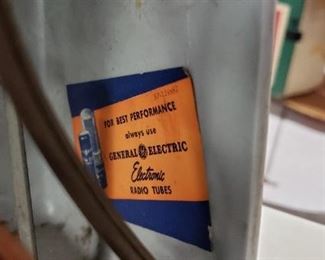 FOR BEST PERFORMANCE
always use
GENERAL ELECTRIC
Electronic
RADIO TUBES